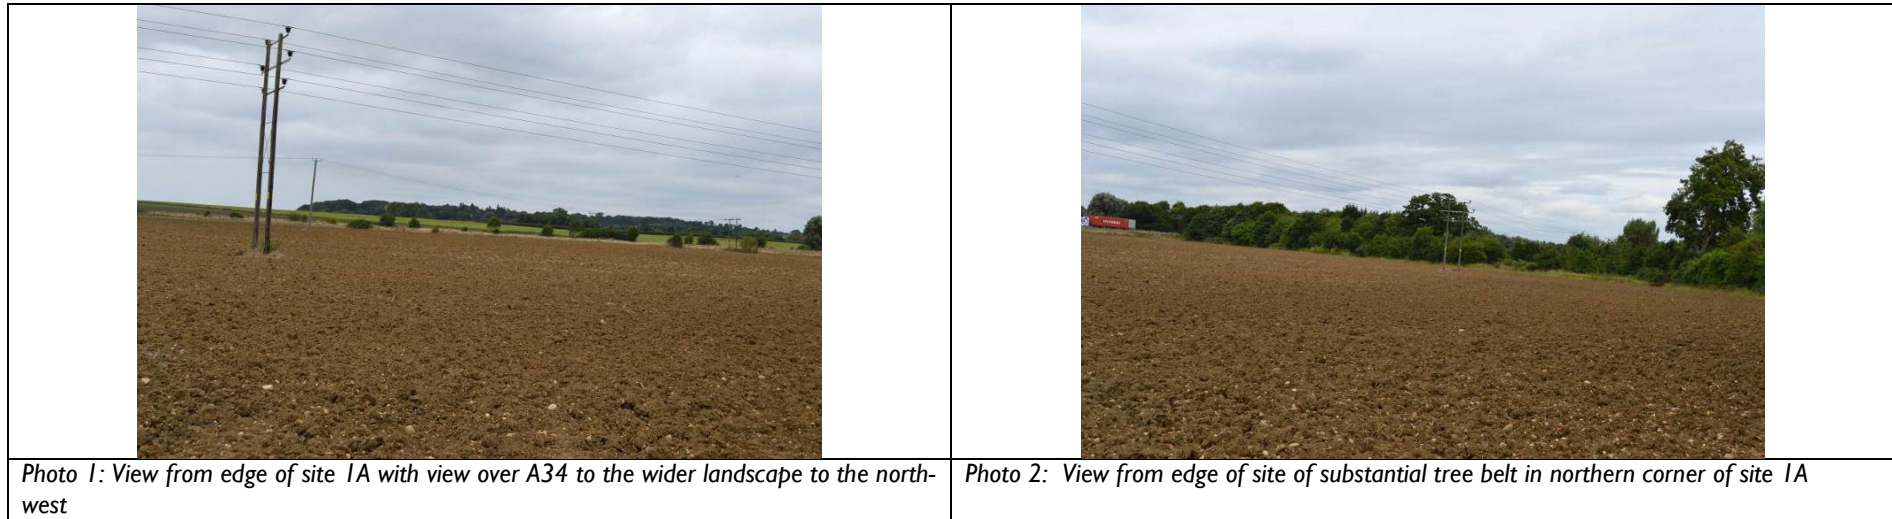 Photo 1: View from edge of site 1A with view over A34 to the wider landscape to the north-
west
Photo 2: View from edge of site of substantial tree belt in northern corner of site 1A